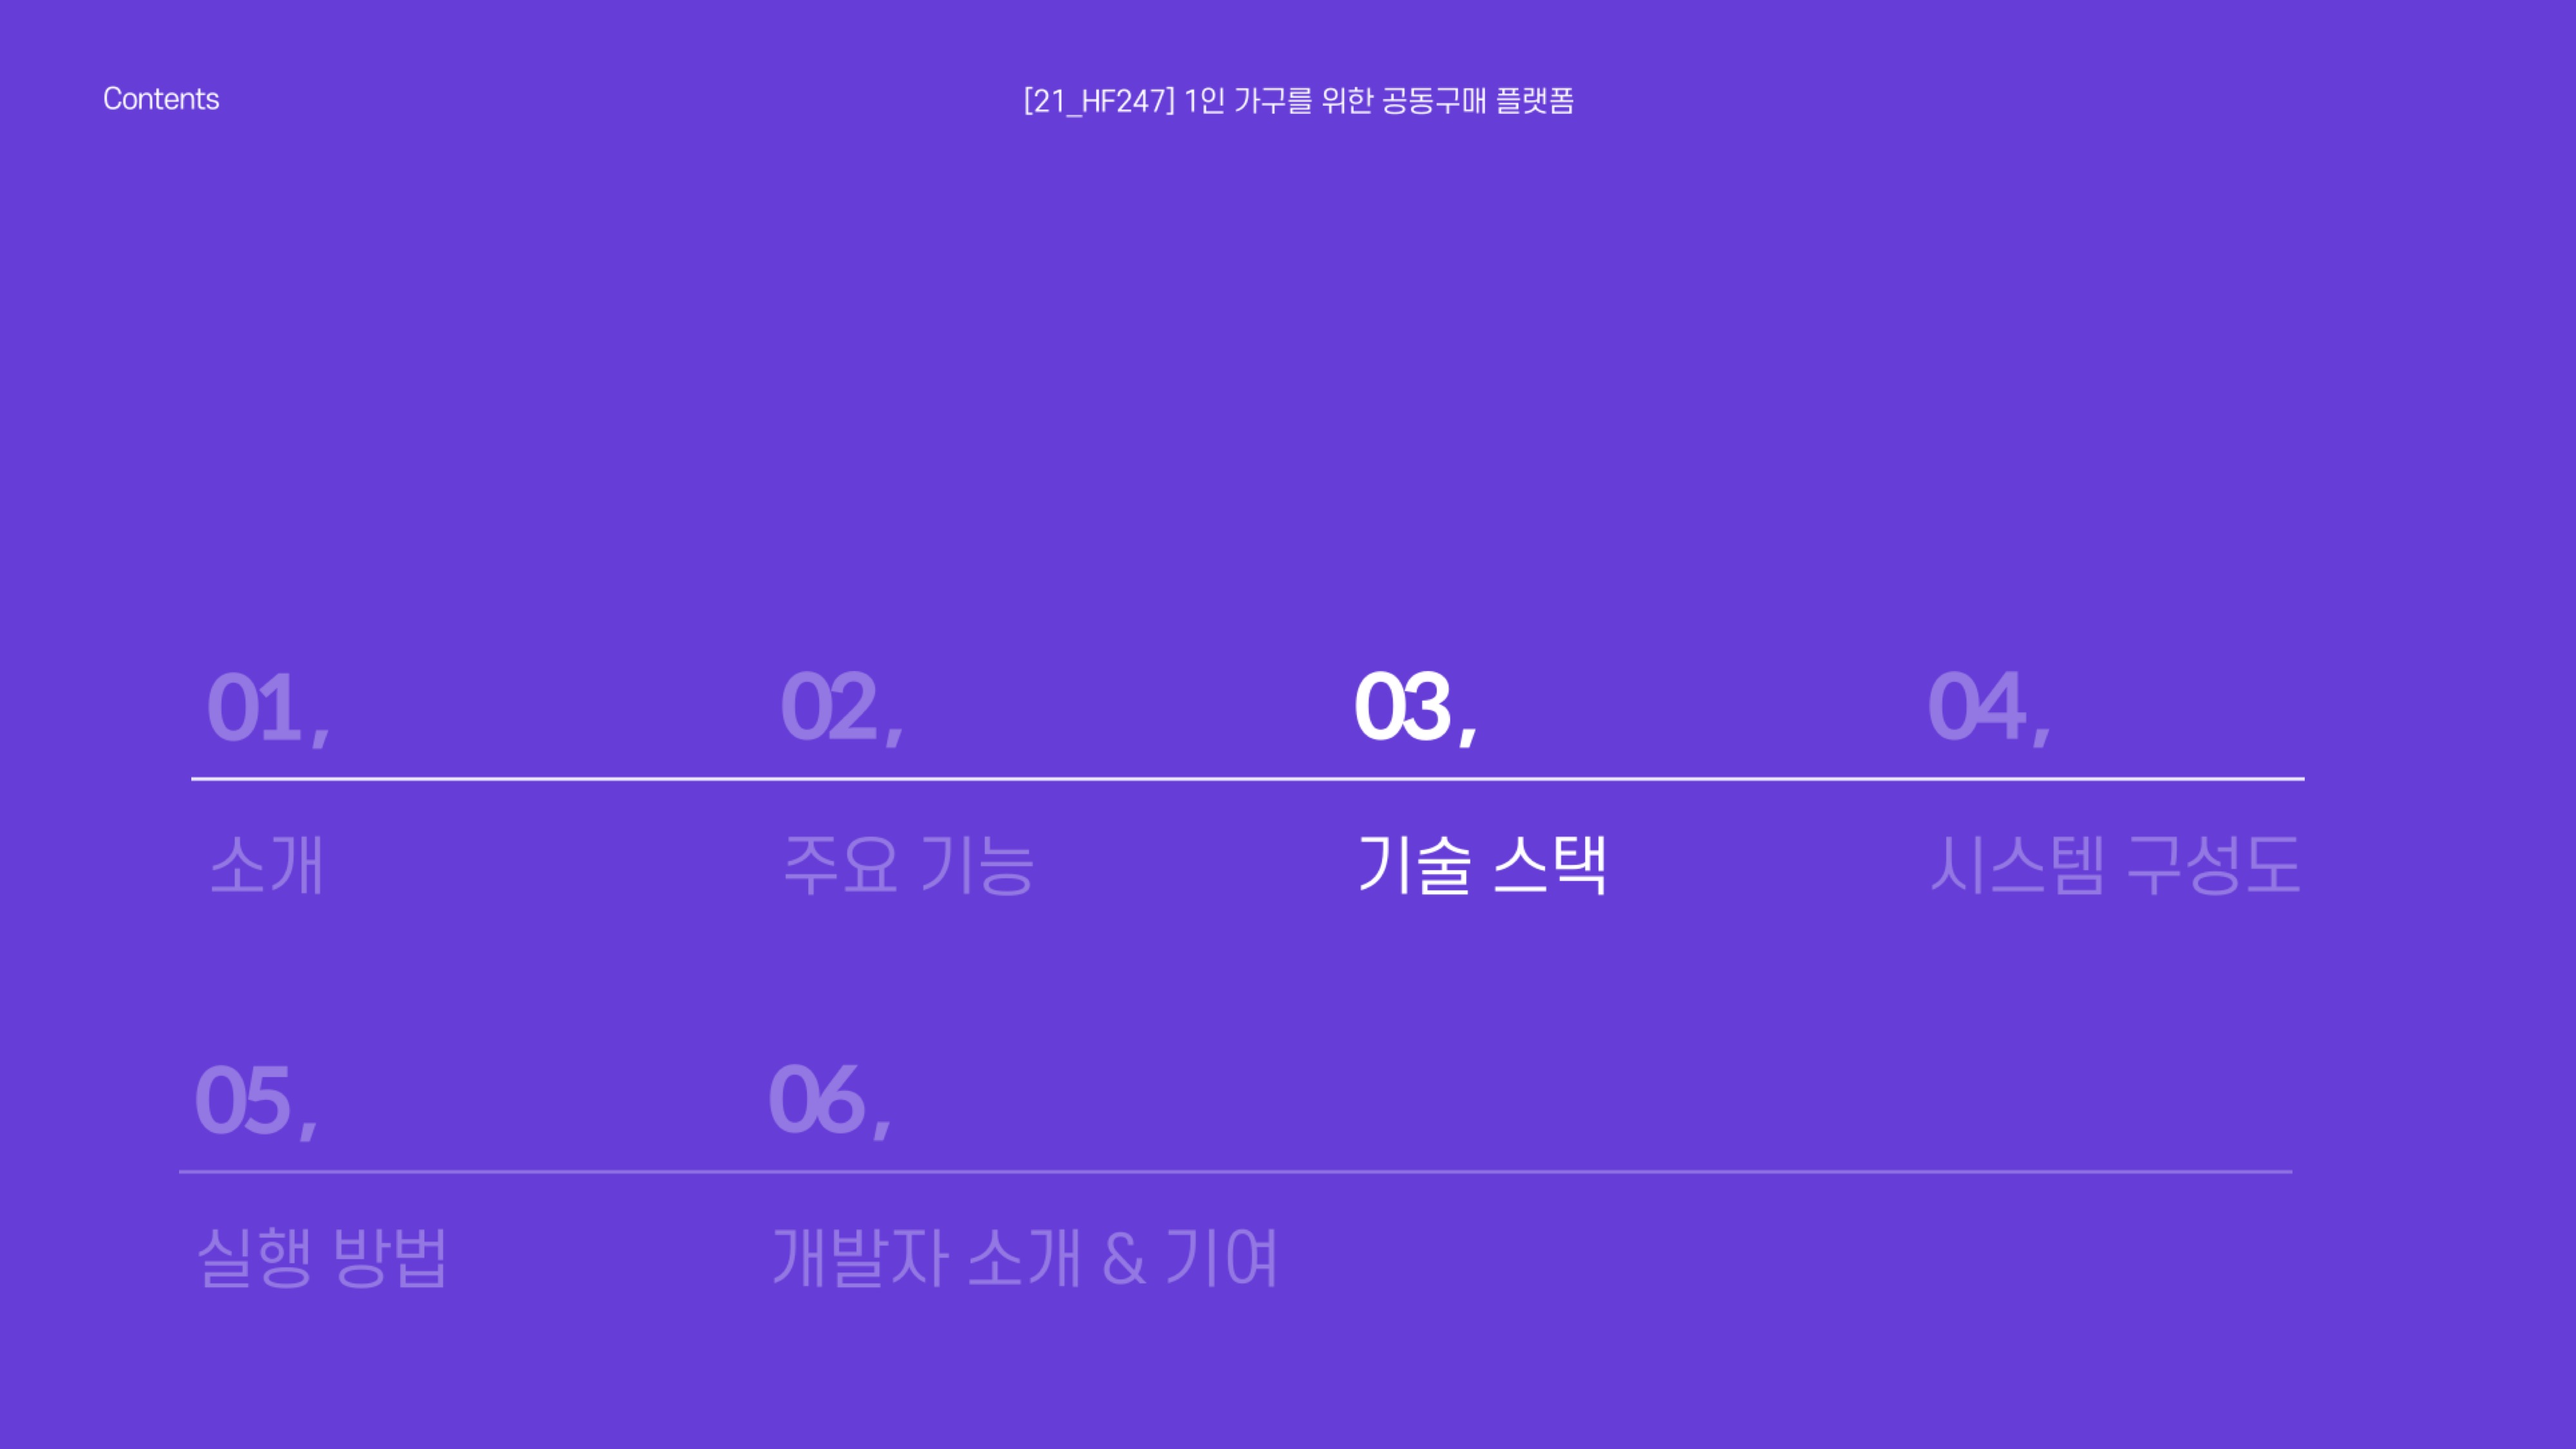 Contents
[21_HF247] 1인 가구를 위한 공동구매 플랫폼
01,
02,
03,
04,
소개
주요 기능
기술 스택
시스템 구성도
05,
06,
실행 방법
개발자 소개 & 기여